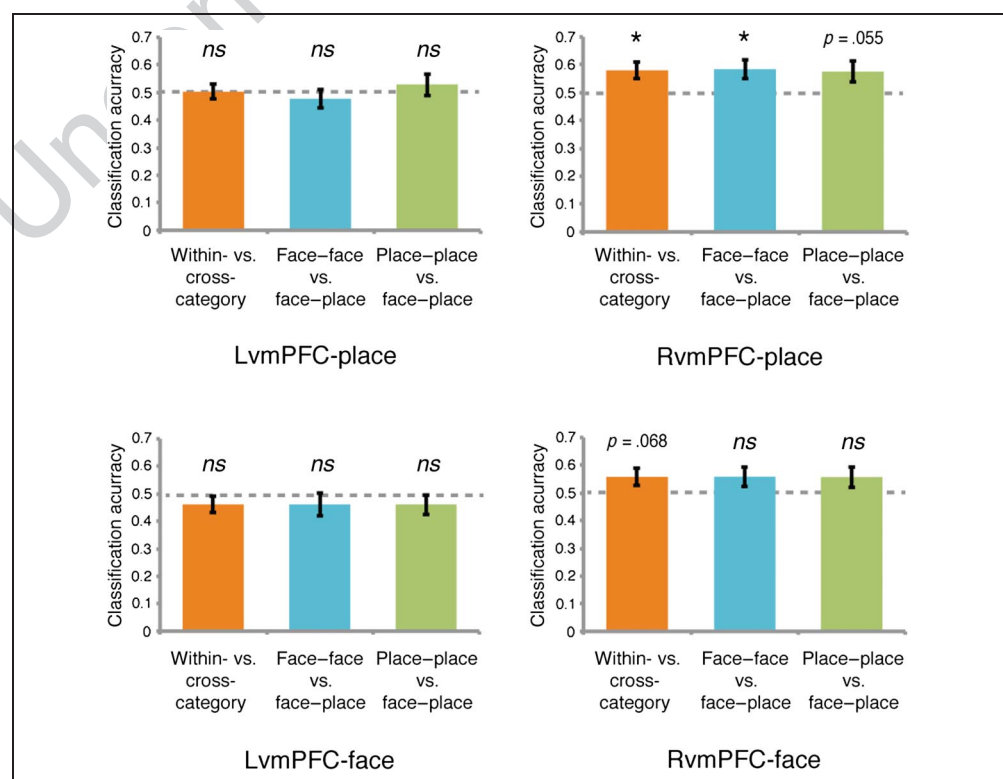 Un
Classification acurracy
0.7
0.6
0.5
0.4
0.3
0.2
0.1
0
ns ns ns
Within- vs. Face–face Place–place
cross- vs. vs.
category face–place face–place
LvmPFC-place
Classification acurracy
0.7
0.6
0.5
0.4
0.3
0.2
0.1
0
* * p = .055
Within- vs. Face–face Place–place
cross- vs. vs.
category face–place face–place
RvmPFC-place
Classification acurracy
0.7
0.6
0.5
0.4
0.3
0.2
0.1
0
ns ns ns
Within- vs. Face–face Place–place
cross- vs. vs.
category face–place face–place
LvmPFC-face
Classification acurracy
0.7
0.6
0.5
0.4
0.3
0.2
0.1
0
p = .068 ns ns
Within- vs. Face–face Place–place
cross- vs. vs.
category face–place face–place
RvmPFC-face